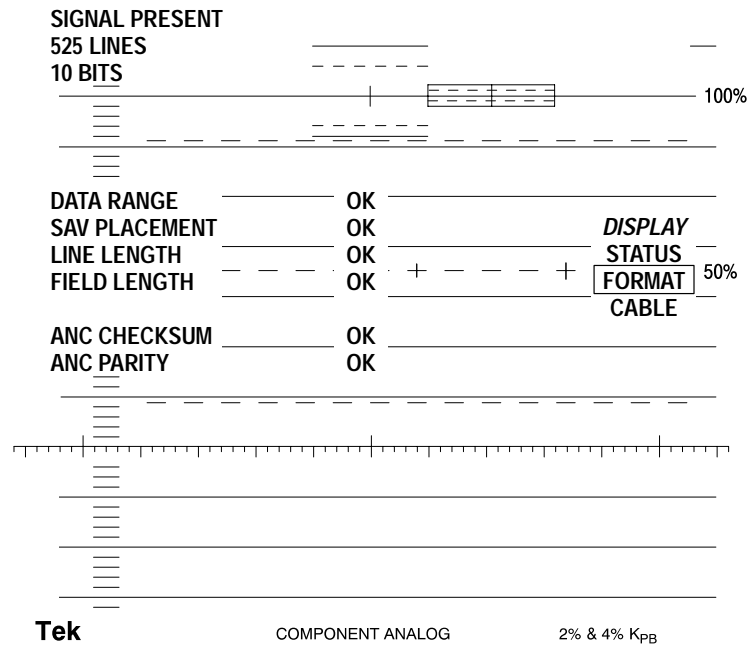 SIGNAL PRESENT
525 LINES
10 BITS
100%
DATA RANGE OK
SAV PLACEMENT OK
DISPLAY
LINE LENGTH OK
STATUS
FIELD LENGTH OK
FORMAT
50%
CABLE
ANC CHECKSUM OK
ANC PARITY OK
Tek COMPONENT ANALOG 2% & 4% KPB